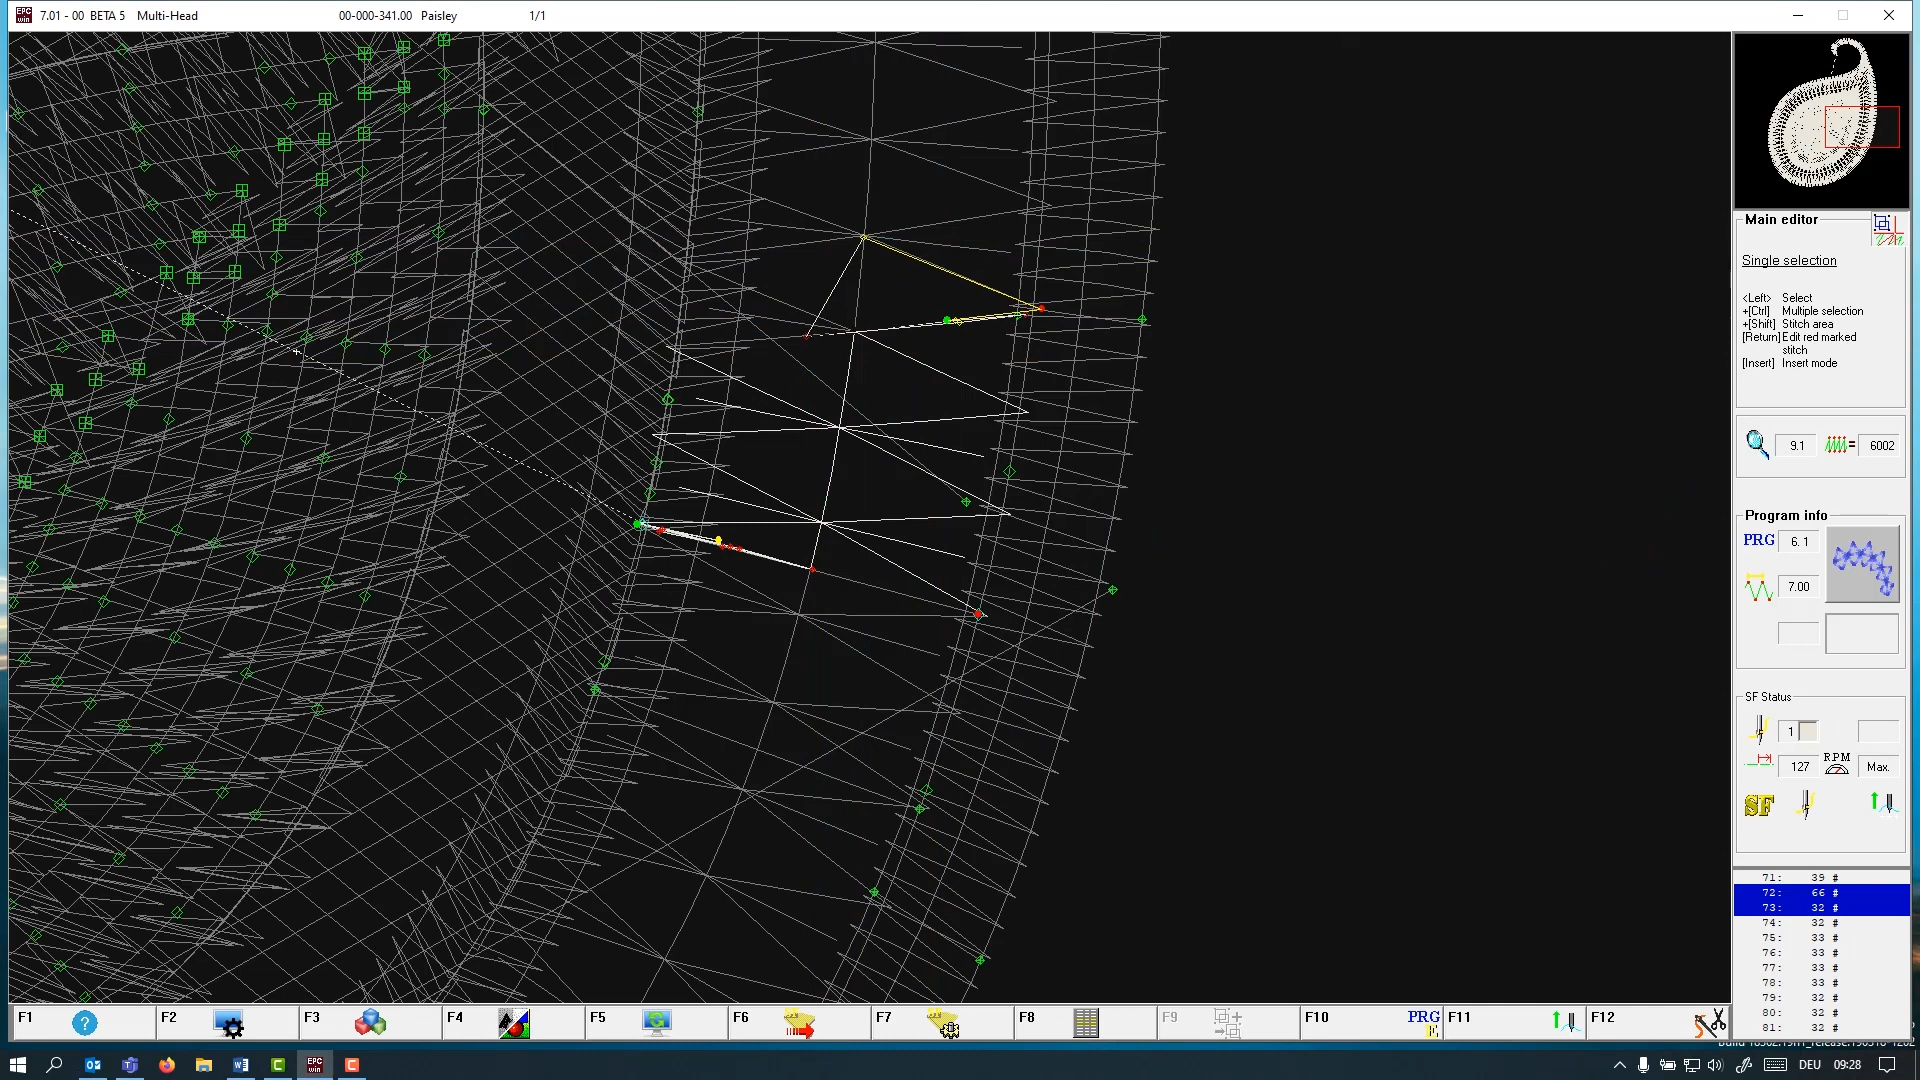 EPC win 7.01 - 00 BETA 5 Multi-Head 00-000-341.00 Paisley 1/1
Main editor
Single selection
<Left> Select
+[Ctrl] Multiple selection
+[Shift] Stitch area
[Return] Edit red marked
stitch
[Insert] Insert mode
9.1 = 6002
Program info
PRG 6. 1
7.00
SF Status
1
127 RPM Max.
SF
71: 39 #
72: 66 #
73: 32 #
74: 32 #
75: 33 #
76: 33 #
77: 33 #
78: 33 #
79: 32 #
80: 32 #
81: 32 #
F1 ? F2 F3 F4 F5 F6 F7 F8 F9 F10 PRG E F11 F12
EPC win DEU 09:28